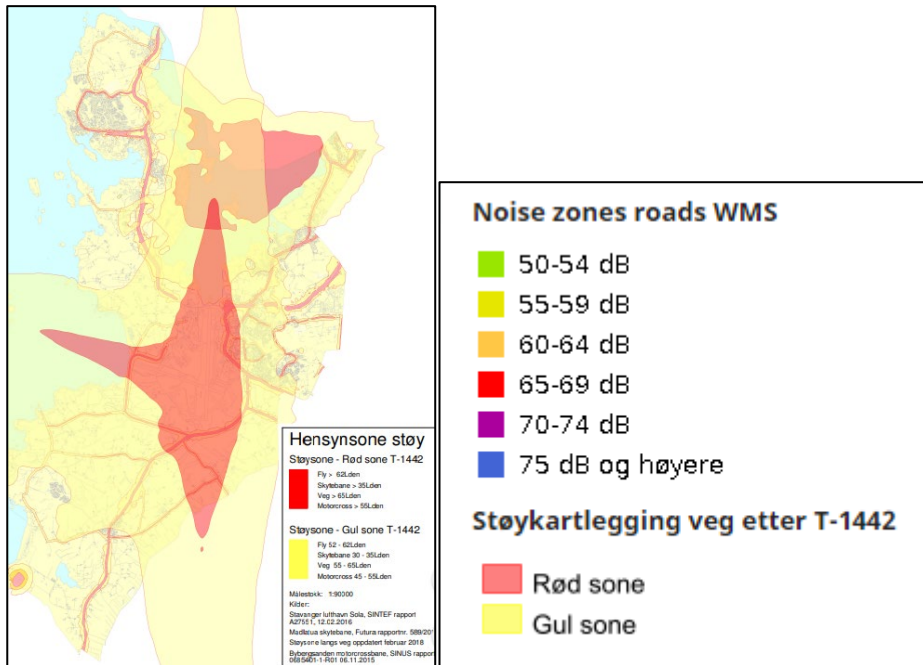 Hensynsone støy
Støysone - Rød sone T-1442
Fly > 62Lden
Skytebane > 35Lden
Veg > 65Lden
Motorcross > 55Lden
Støysone - Gul sone T-1442
Fly 52 - 62Lden
Skytebane 30 - 35Lden
Veg 55 - 65Lden
Motorcross 45 - 55Lden
Målestokk: 1:90000
Kilder:
Stavanger lufthavn Sola, SINTEF rapport
12.02.2016
Madlatua skytebane, Futura rapportnr. 589/201
Støysone langs veg oppdatert februar 2018
Bybergsanden motorcrossbane, SINUS rapport
06.11.2015
Noise zones roads WMS
50-54 dB
55-59 dB
60-64 dB
65-69 dB
70-74 dB
75 dB og høyere
Støykartlegging veg etter T-1442
Rød sone
Gul sone